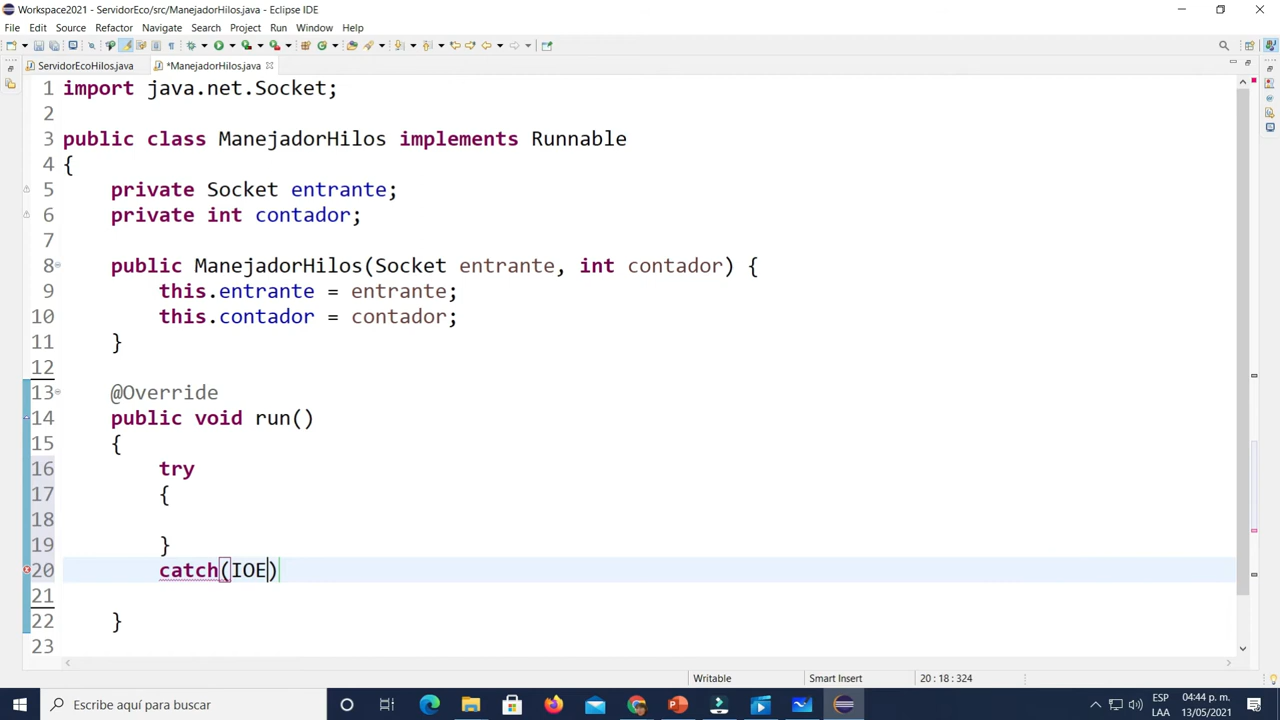 Workspace2021 - ServidorEco/src/ManejadorHilos.java - Eclipse IDE
File Edit Source Refactor Navigate Search Project Run Window Help
ServidorEcoHilos.java *ManejadorHilos.java
1 import java.net.Socket;
2
3 public class ManejadorHilos implements Runnable
4 {
5 private Socket entrante;
6 private int contador;
7
8 public ManejadorHilos(Socket entrante, int contador) {
9 this.entrante = entrante;
10 this.contador = contador;
11 }
12
13 @Override
14 public void run()
15 {
16 try
17 {
18
19 }
20 catch(IOE)
21
22 }
23
Writable Smart Insert 20 : 18 : 324
Escribe aquí para buscar ESP 04:44 p. m.
LAA 13/05/2021